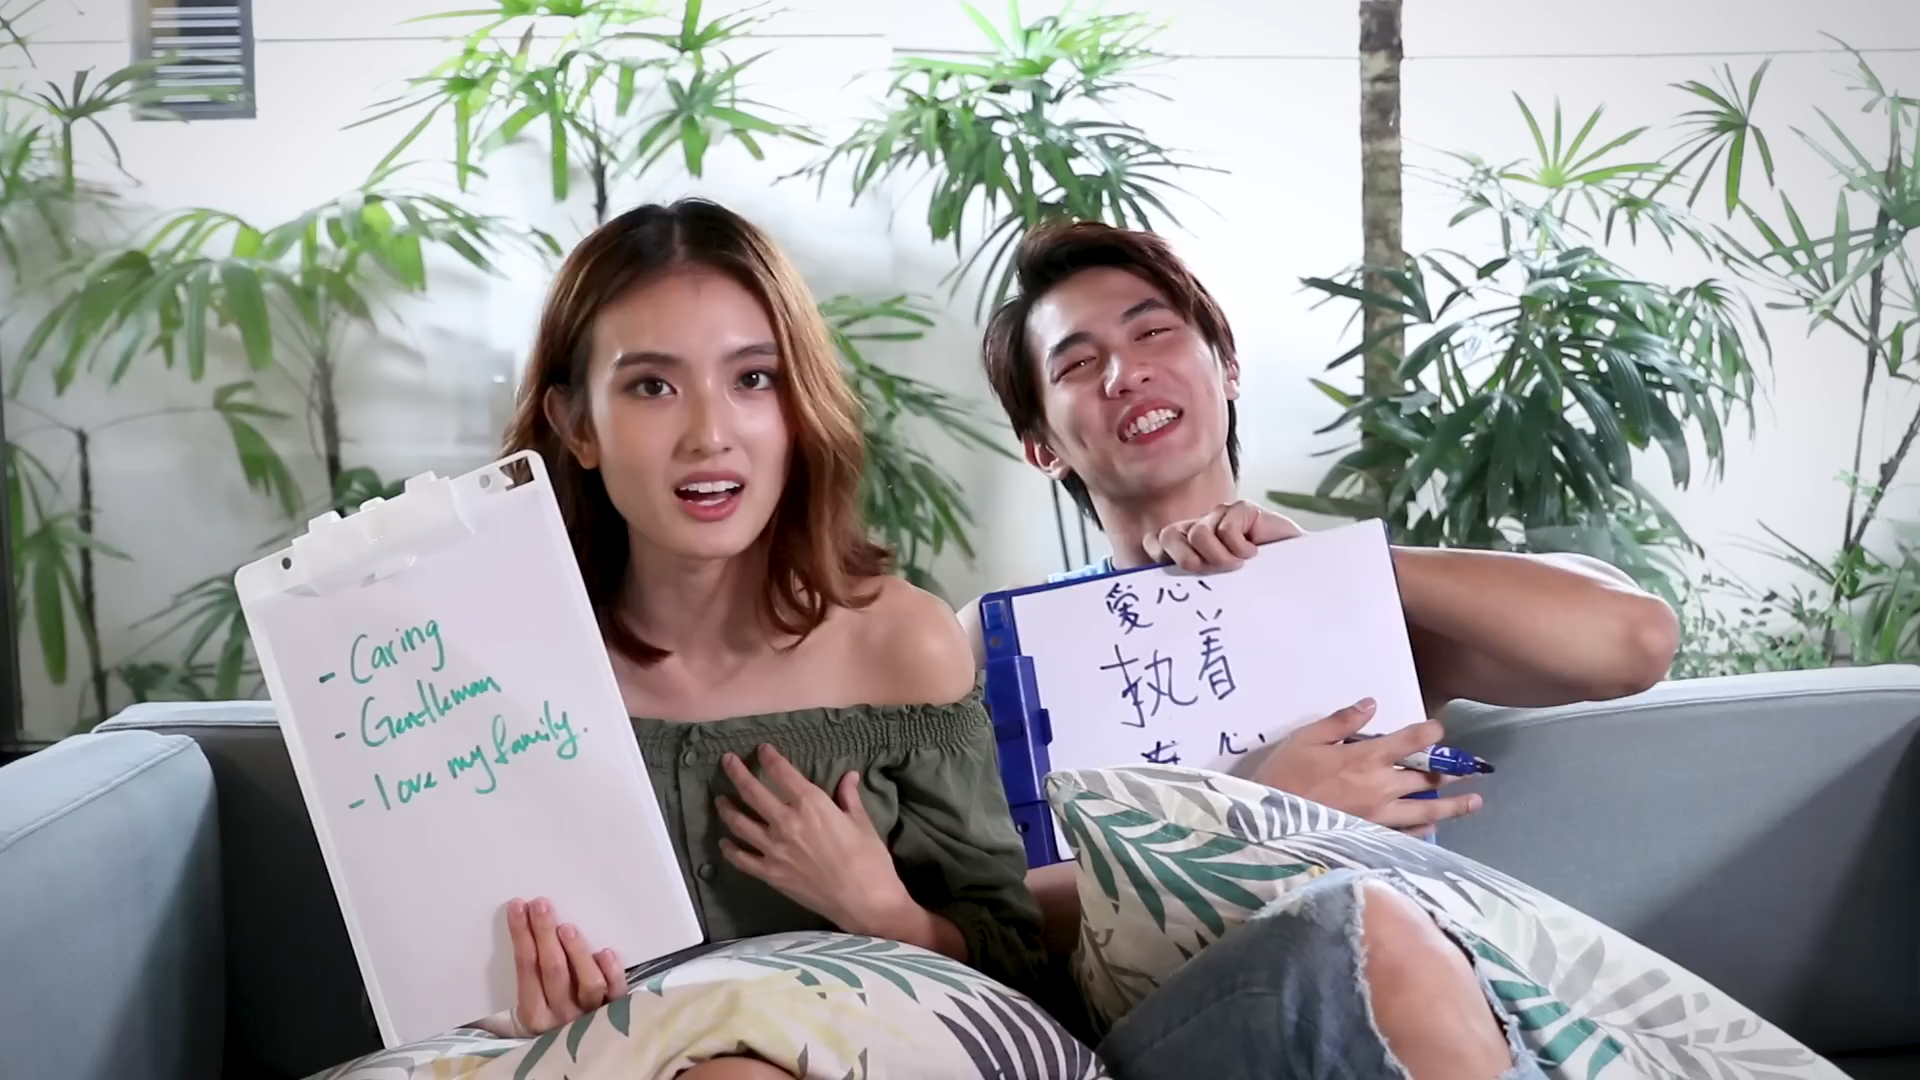 - Caring
- Gentleman
- love my family.
爱心
执着